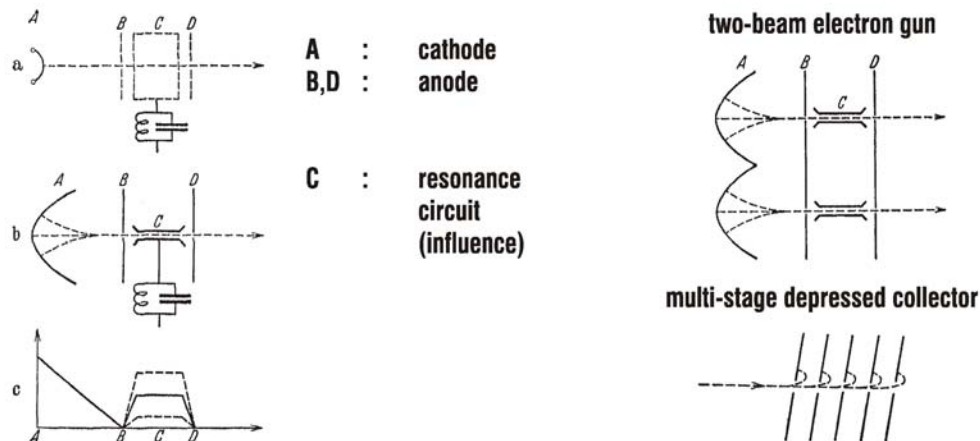 A B C D
a
A : cathode
B,D : anode
A B D
C
b
C : resonance
circuit
(influence)
c
A B C D
two-beam electron gun
A B D
C
multi-stage depressed collector